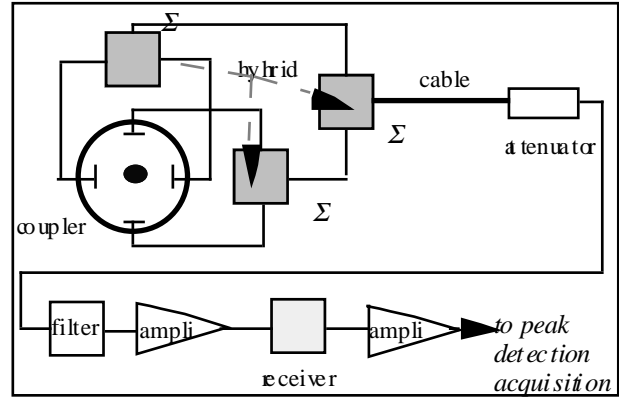 Σ
hybrid
cable
Σ
attenuator
Σ
coupler
filter
ampli
receiver
ampli
to peak
detection
acquisition